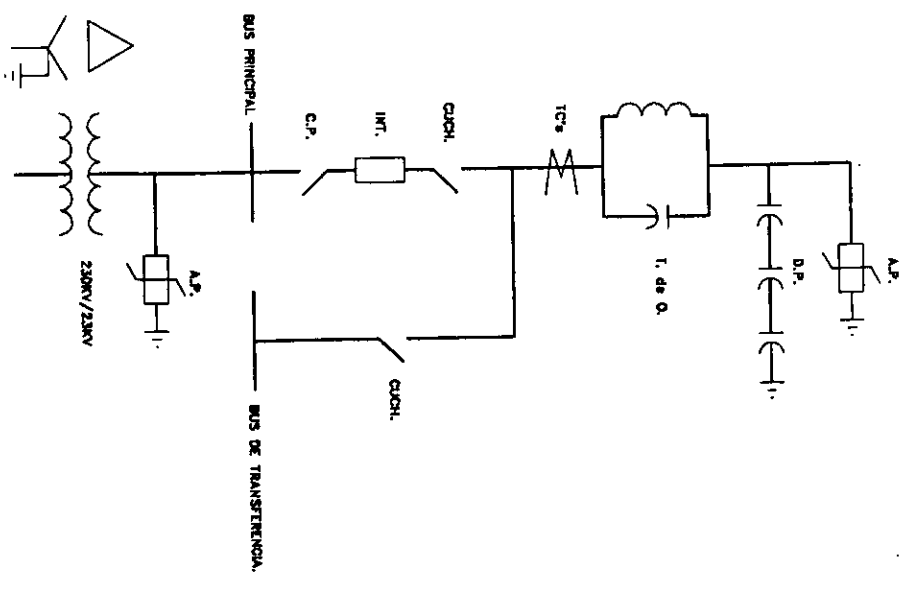 A.P.
D.P.
T. de O.
TC's
CUCH.
INT.
C.P.
CUCH.
BUS PRINCIPAL
BUS DE TRANSFERENCIA.
A.P.
230KV/23KV